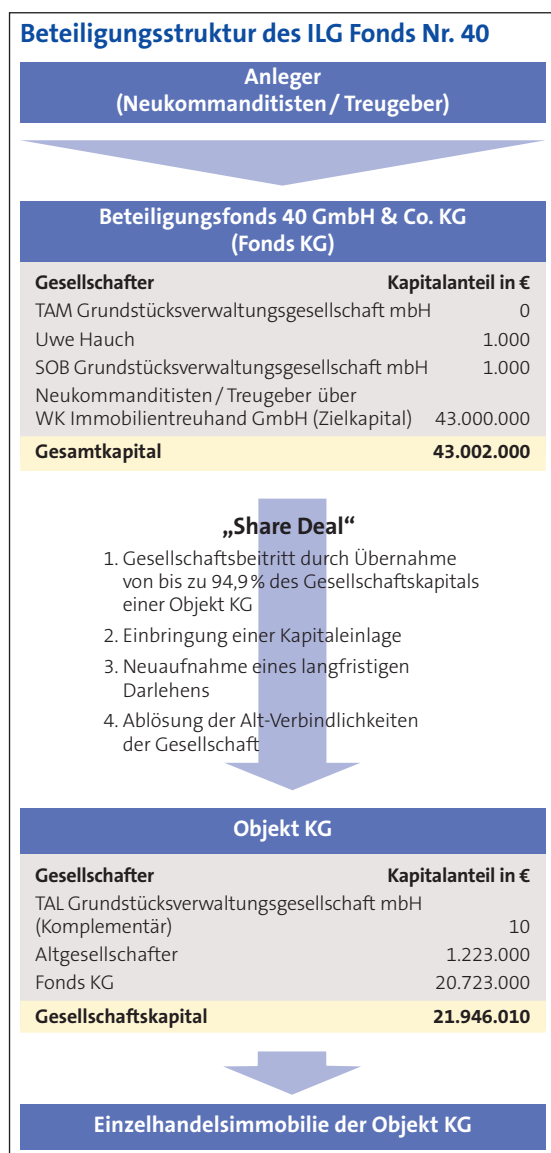 Beteiligungsstruktur des ILG Fonds Nr. 40
Anleger
(Neukommanditisten / Treugeber)
Beteiligungsfonds 40 GmbH & Co. KG
(Fonds KG)
Gesellschafter Kapitalanteil in €
TAM Grundstücksverwaltungsgesellschaft mbH 0
Uwe Hauch 1.000
SOB Grundstücksverwaltungsgesellschaft mbH 1.000
Neukommanditisten / Treugeber über
WK Immobilientreuhand GmbH (Zielkapital) 43.000.000
Gesamtkapital 43.002.000
„Share Deal“
1. Gesellschaftsbeitritt durch Übernahme
von bis zu 94,9 % des Gesellschaftskapitals
einer Objekt KG
2. Einbringung einer Kapitaleinlage
3. Neuaufnahme eines langfristigen
Darlehens
4. Ablösung der Alt-Verbindlichkeiten
der Gesellschaft
Objekt KG
Gesellschafter Kapitalanteil in €
TAL Grundstücksverwaltungsgesellschaft mbH
(Komplementär) 10
Altgesellschafter 1.223.000
Fonds KG 20.723.000
Gesellschaftskapital 21.946.010
Einzelhandelsimmobilie der Objekt KG